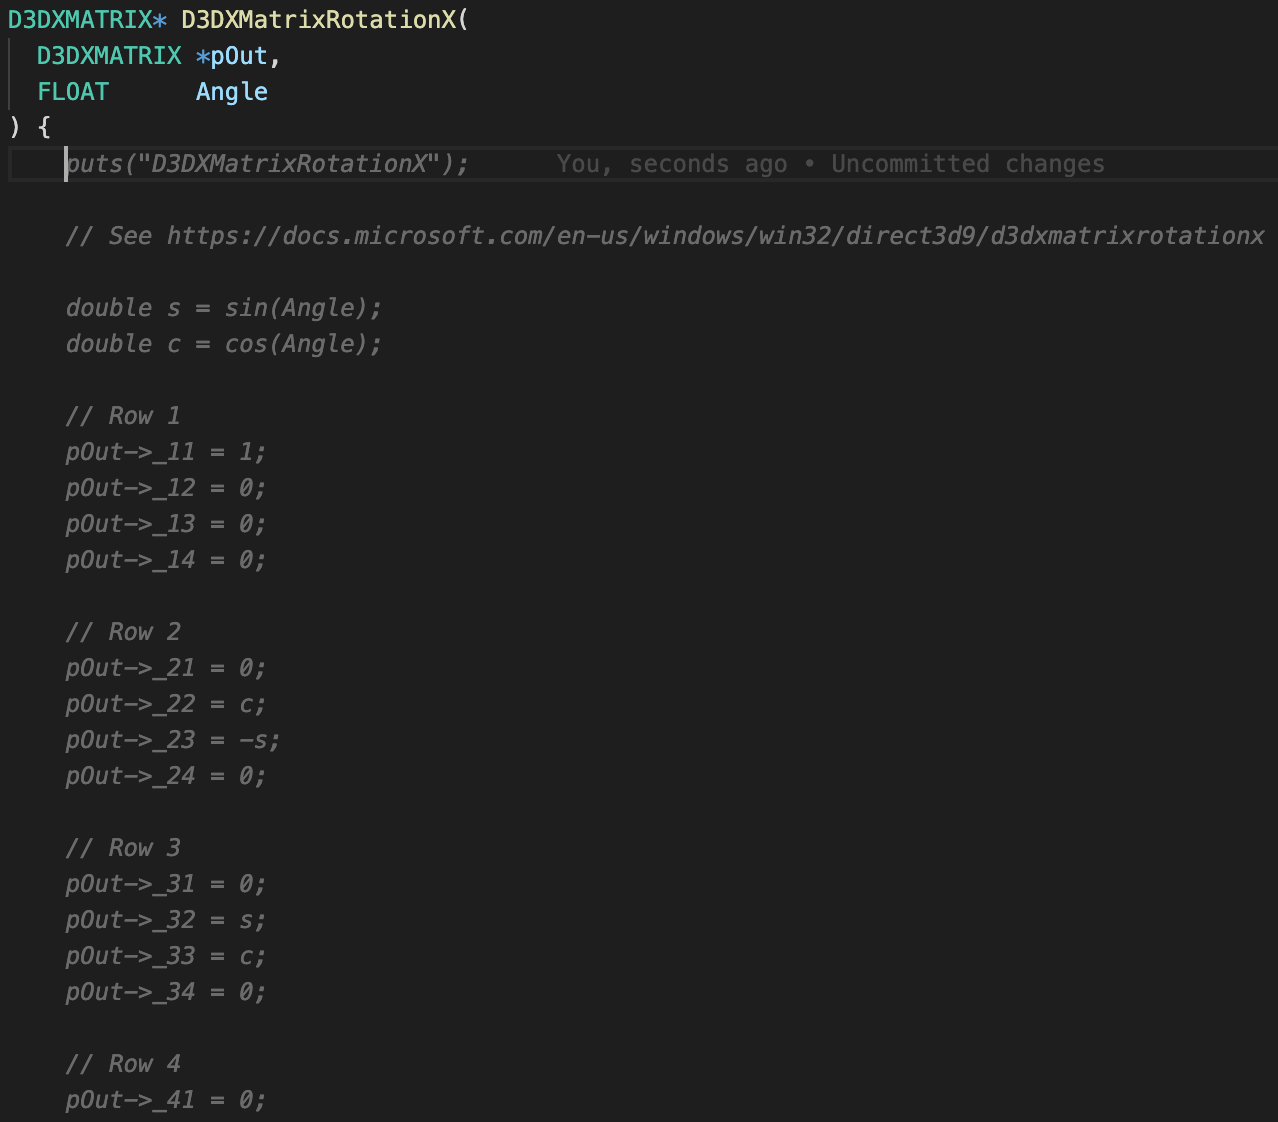 D3DXMATRIX* D3DXMatrixRotationX(
  D3DXMATRIX *pOut,
  FLOAT      Angle
) {
    puts("D3DXMatrixRotationX");      You, seconds ago • Uncommitted changes

    // See https://docs.microsoft.com/en-us/windows/win32/direct3d9/d3dxmatrixrotationx

    double s = sin(Angle);
    double c = cos(Angle);

    // Row 1
    pOut->_11 = 1;
    pOut->_12 = 0;
    pOut->_13 = 0;
    pOut->_14 = 0;

    // Row 2
    pOut->_21 = 0;
    pOut->_22 = c;
    pOut->_23 = -s;
    pOut->_24 = 0;

    // Row 3
    pOut->_31 = 0;
    pOut->_32 = s;
    pOut->_33 = c;
    pOut->_34 = 0;

    // Row 4
    pOut->_41 = 0;